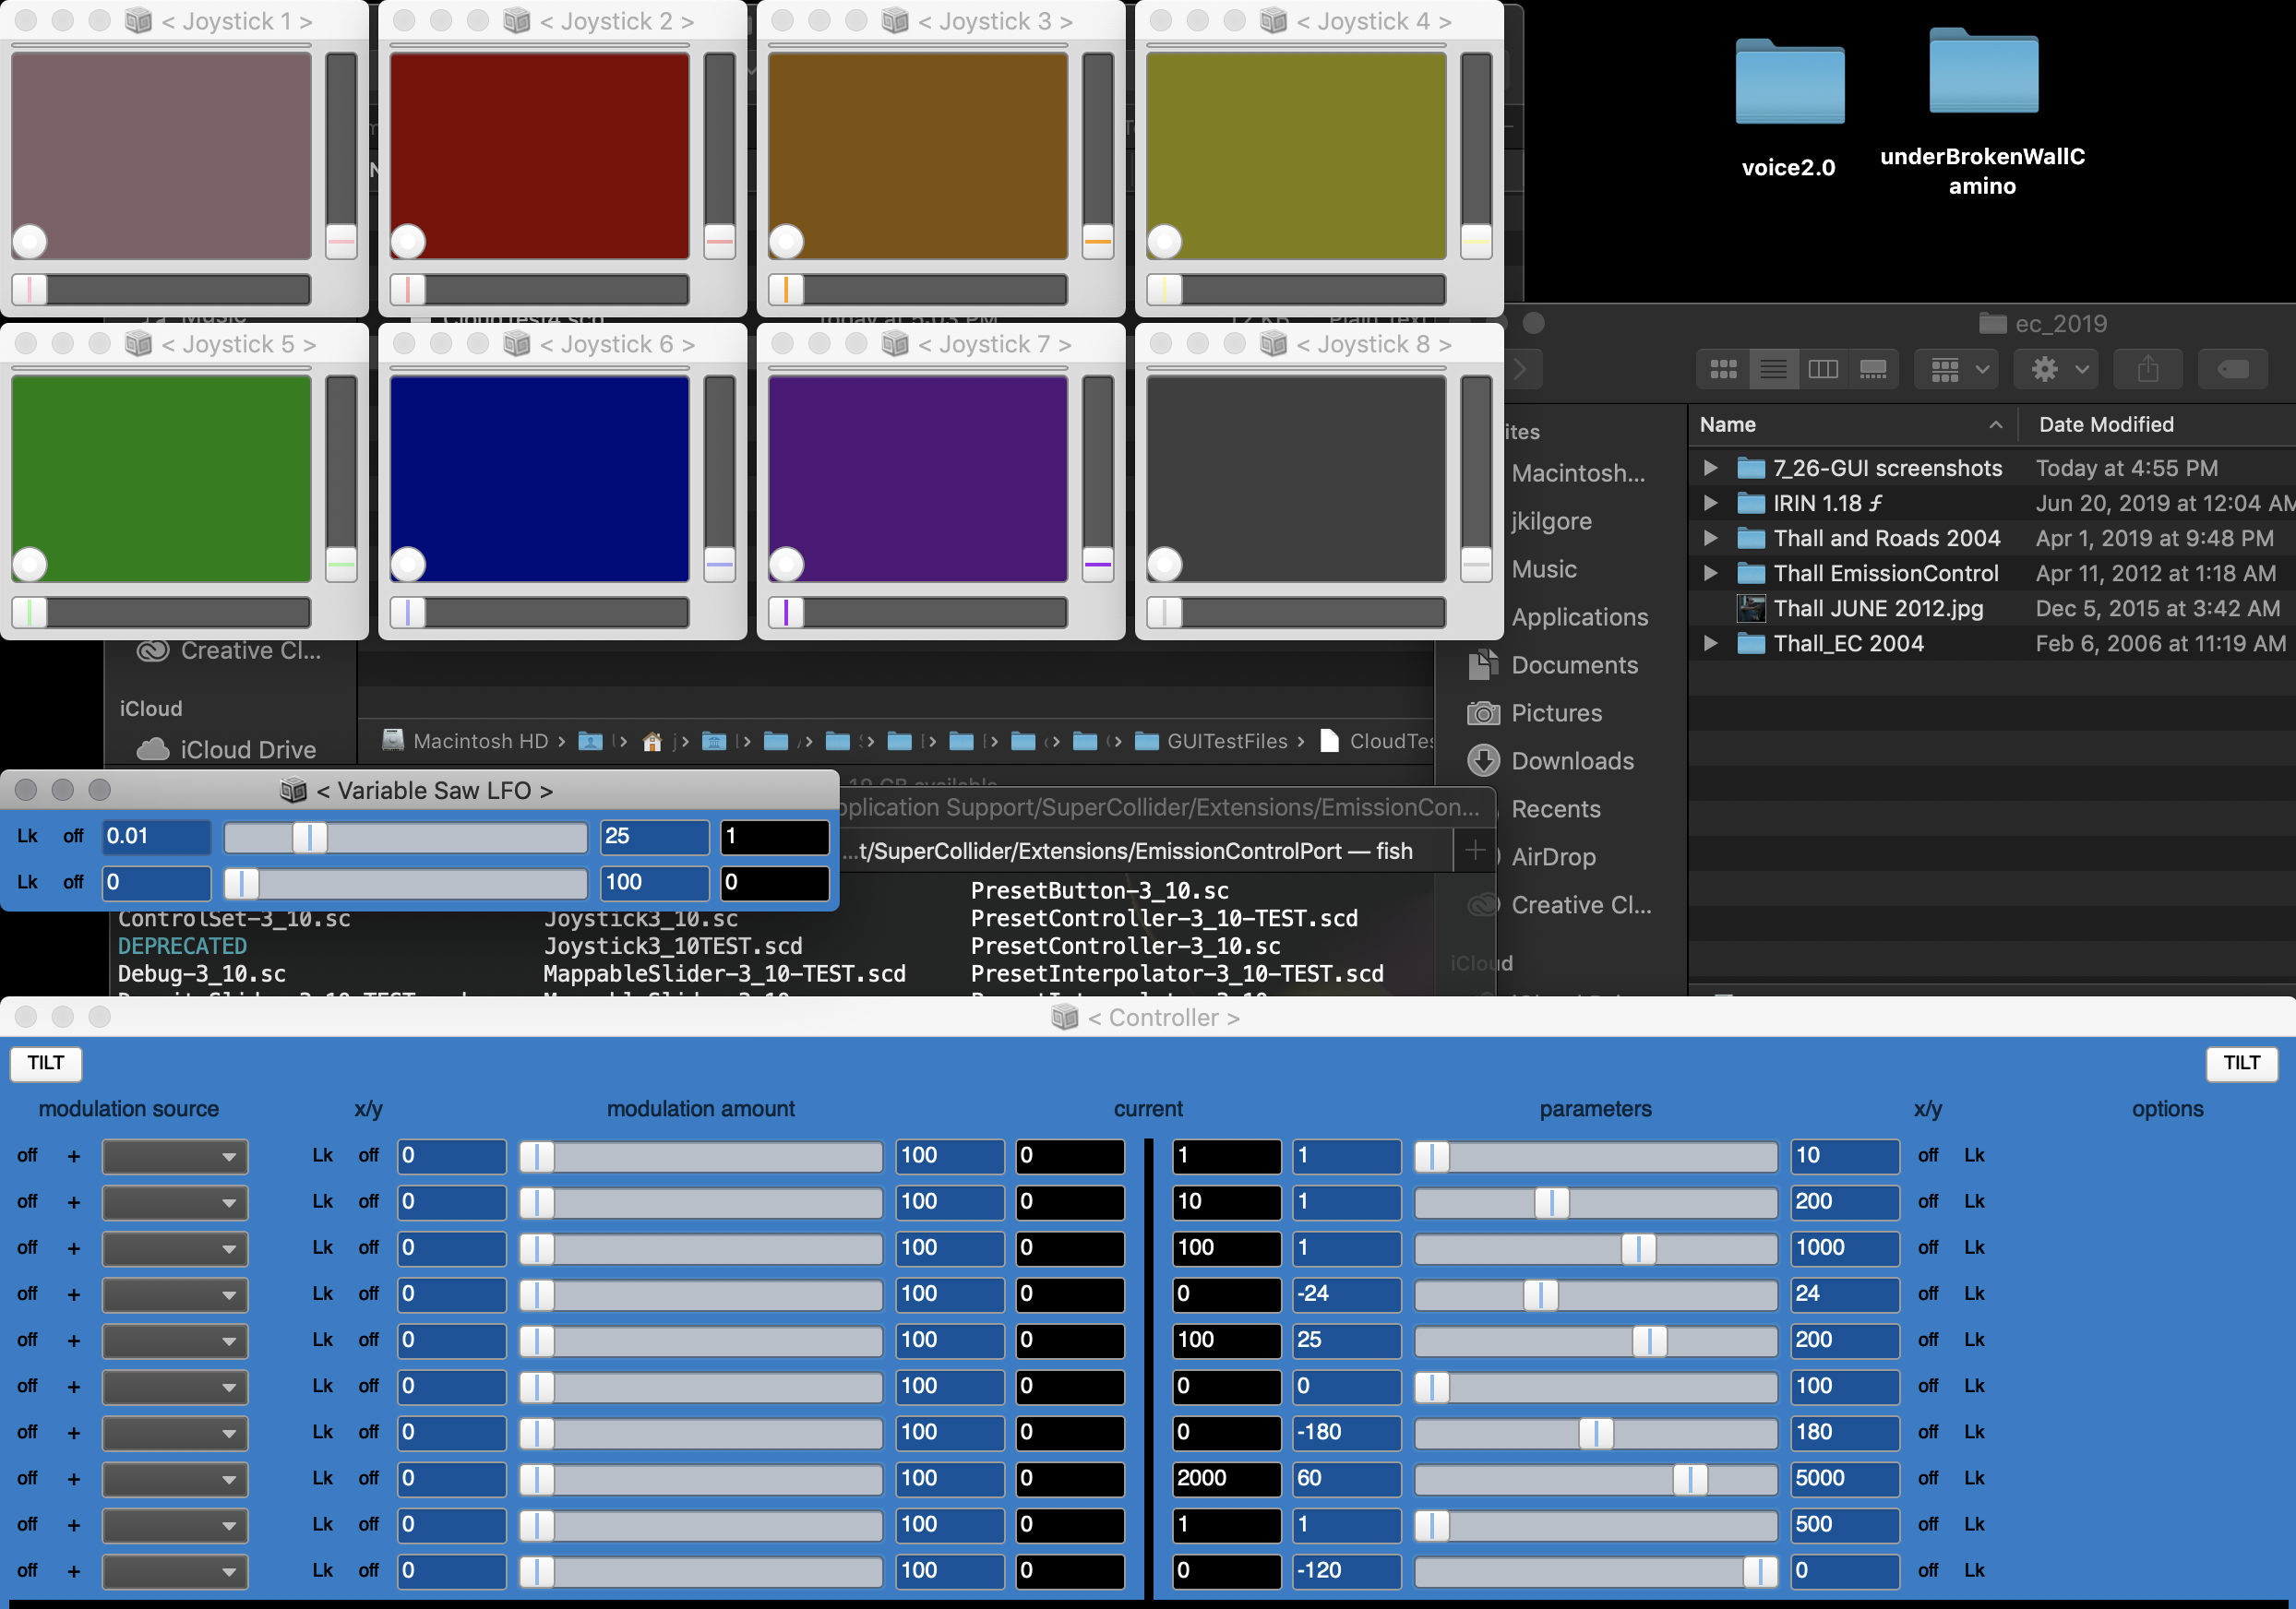 < Joystick 1 >
< Joystick 2 >
< Joystick 3 >
< Joystick 4 >
voice2.0
underBrokenWallC
amino
< Joystick 5 >
< Joystick 6 >
< Joystick 7 >
< Joystick 8 >
ec_2019
Name
Date Modified
7_26-GUI screenshots Today at 4:55 PM
IRIN 1.18 ƒ Jun 20, 2019 at 12:04 AM
Thall and Roads 2004 Apr 1, 2019 at 9:48 PM
Thall EmissionControl Apr 11, 2012 at 1:18 AM
Thall JUNE 2012.jpg Dec 5, 2015 at 3:42 AM
Thall_EC 2004 Feb 6, 2006 at 11:19 AM
ites
Macintosh...
jkilgore
Music
Applications
Documents
Pictures
Downloads
Recents
AirDrop
Creative Cl...
iCloud
Creative Cl...
iCloud
iCloud Drive
Macintosh HD › › › › › › › › › › GUITestFiles › CloudTes
< Variable Saw LFO >
Lk off 0.01 25 1
Lk off 0 100 0
plication Support/SuperCollider/Extensions/EmissionCon...
...t/SuperCollider/Extensions/EmissionControlPort — fish
PresetButton-3_10.sc
ControlSet-3_10.sc Joystick3_10.sc PresetController-3_10-TEST.scd
DEPRECATED Joystick3_10TEST.scd PresetController-3_10.sc
Debug-3_10.sc MappableSlider-3_10-TEST.scd PresetInterpolator-3_10-TEST.scd
< Controller >
TILT
TILT
modulation source x/y modulation amount current parameters x/y options
off + Lk off 0 100 0 1 1 10 off Lk
off + Lk off 0 100 0 10 1 200 off Lk
off + Lk off 0 100 0 100 1 1000 off Lk
off + Lk off 0 100 0 0 -24 24 off Lk
off + Lk off 0 100 0 100 25 200 off Lk
off + Lk off 0 100 0 0 0 100 off Lk
off + Lk off 0 100 0 0 -180 180 off Lk
off + Lk off 0 100 0 2000 60 5000 off Lk
off + Lk off 0 100 0 1 1 500 off Lk
off + Lk off 0 100 0 0 -120 0 off Lk